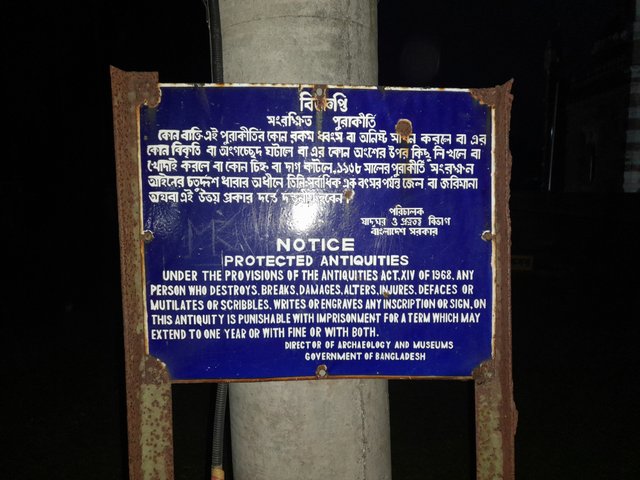 বিজ্ঞপ্তি
সংরক্ষিত পুরাকীর্তি
কোন ব্যক্তি এই পুরাকীর্তির কোন রকম ধ্বংস বা অনিষ্ট সাধন করলে বা এর
কোন বিকৃতি বা অংগচ্ছেদ ঘটালে বা এর কোন অংশের উপর কিছু লিখলে বা
খোদাই করলে বা কোন চিহ্ন বা দাগ কাটলে, ১৯৬৮ সালের পুরাকীর্তি সংরক্ষন
আইনের চতুর্দ্দশ ধারার অধীনে তিনি সর্বাধিক এক বৎসর পর্যন্ত জেল বা জরিমানা
অথবা এই উভয় প্রকার দন্ডে দন্ডনীয় হবেন
পরিচালক
যাদুঘর ও প্রত্নতত্ত্ব বিভাগ
বাংলাদেশ সরকার
NOTICE
PROTECTED ANTIQUITIES
UNDER THE PROVISIONS OF THE ANTIQUITIES ACT.XIV OF 1968. ANY
PERSON WHO DESTROYS, BREAKS, DAMAGES, ALTERS, INJURES, DEFACES OR
MUTILATES OR SCRIBBLES, WRITES OR ENGRAVES ANY INSCRIPTION OR SIGN, ON
THIS ANTIQUITY IS PUNISHABLE WITH IMPRISONMENT FOR A TERM WHICH MAY
EXTEND TO ONE YEAR OR WITH FINE OR WITH BOTH.
DIRECTOR OF ARCHAEOLOGY AND MUSEUMS
GOVERNMENT OF BANGLADESH